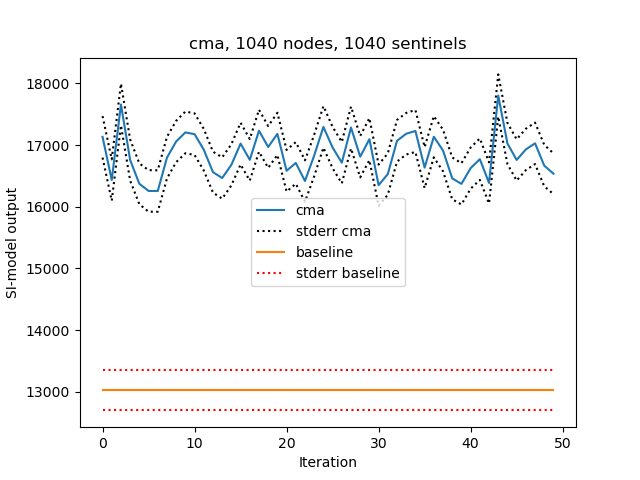 cma, 1040 nodes, 1040 sentinels
18000
17000
16000
15000
14000
13000
SI-model output
cma
stderr cma
baseline
stderr baseline
0 10 20 30 40 50
Iteration